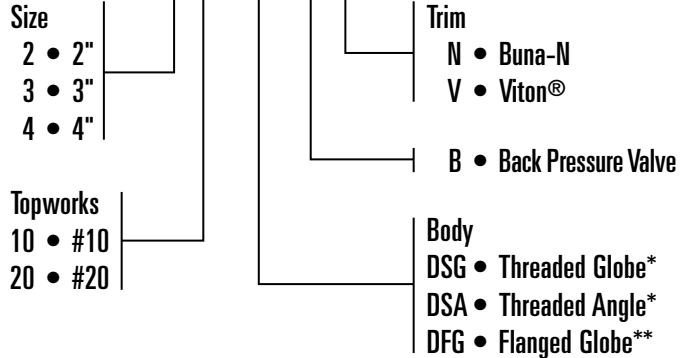 Size
2 • 2"
3 • 3"
4 • 4"
Topworks
10 • #10
20 • #20
Trim
N • Buna-N
V • Viton®
B • Back Pressure Valve
Body
DSG • Threaded Globe*
DSA • Threaded Angle*
DFG • Flanged Globe**